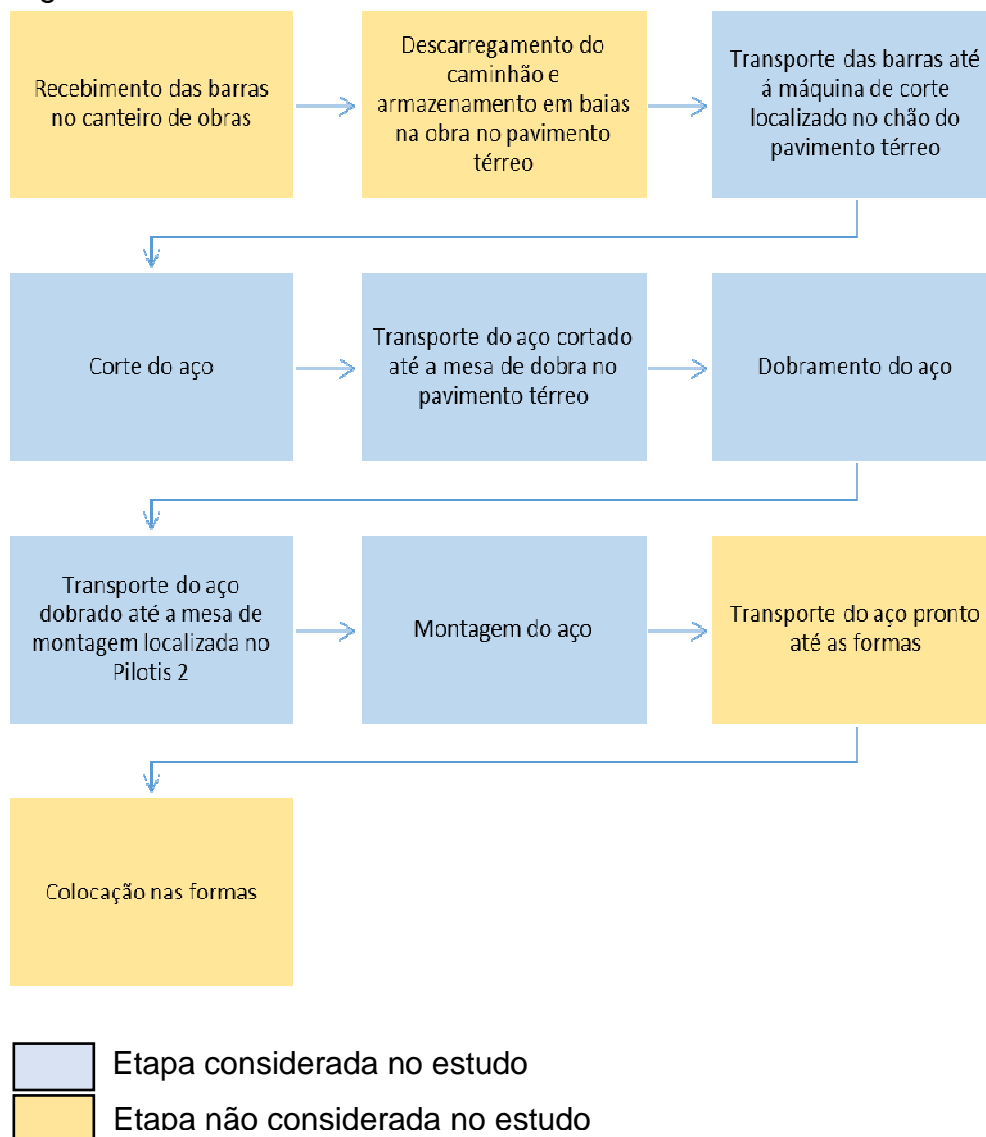 Recebimento das barras
no canteiro de obras
Descarregamento do
caminhão e
armazenamento em baias
na obra no pavimento
térreo
Transporte das barras até
á máquina de corte
localizado no chão do
pavimento térreo
Corte do aço
Transporte do aço cortado
até a mesa de dobra no
pavimento térreo
Dobramento do aço
Transporte do aço
dobrado até a mesa de
montagem localizada no
Pilotis 2
Montagem do aço
Transporte do aço pronto
até as formas
Colocação nas formas
Etapa considerada no estudo
Etapa não considerada no estudo